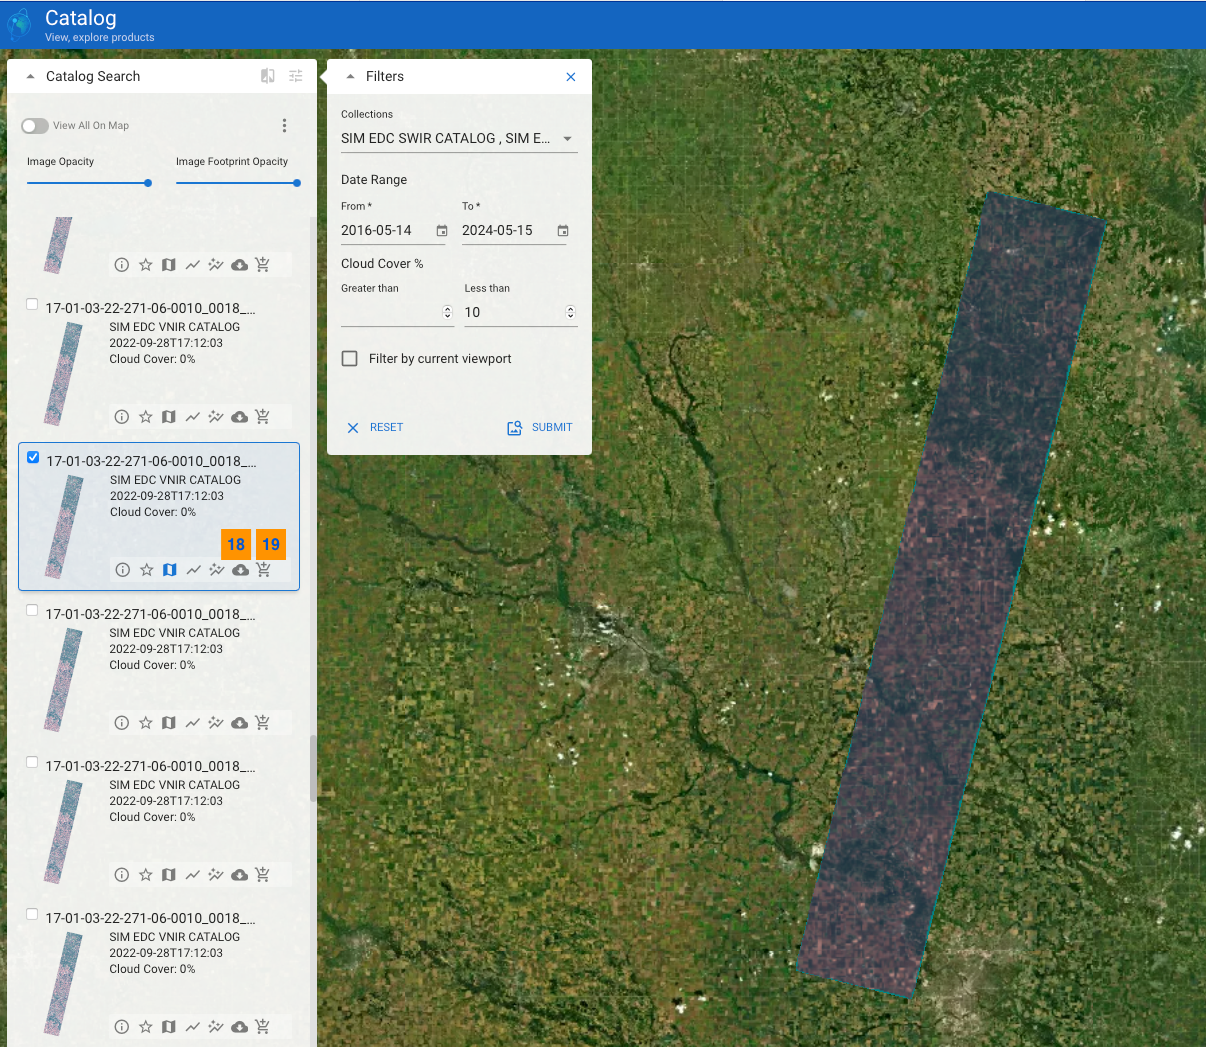 Catalog
View, explore products
Catalog Search
View All On Map
Image Opacity
Image Footprint Opacity
17-01-03-22-271-06-0010_0018_...
SIM EDC VNIR CATALOG
2022-09-28T17:12:03
Cloud Cover: 0%
17-01-03-22-271-06-0010_0018_...
SIM EDC VNIR CATALOG
2022-09-28T17:12:03
Cloud Cover: 0%
18 19
17-01-03-22-271-06-0010_0018_...
SIM EDC VNIR CATALOG
2022-09-28T17:12:03
Cloud Cover: 0%
17-01-03-22-271-06-0010_0018_...
SIM EDC VNIR CATALOG
2022-09-28T17:12:03
Cloud Cover: 0%
17-01-03-22-271-06-0010_0018_...
SIM EDC VNIR CATALOG
2022-09-28T17:12:03
Cloud Cover: 0%
Filters
Collections
SIM EDC SWIR CATALOG , SIM E...
Date Range
From * To *
2016-05-14 2024-05-15
Cloud Cover %
Greater than Less than
10
Filter by current viewport
RESET SUBMIT